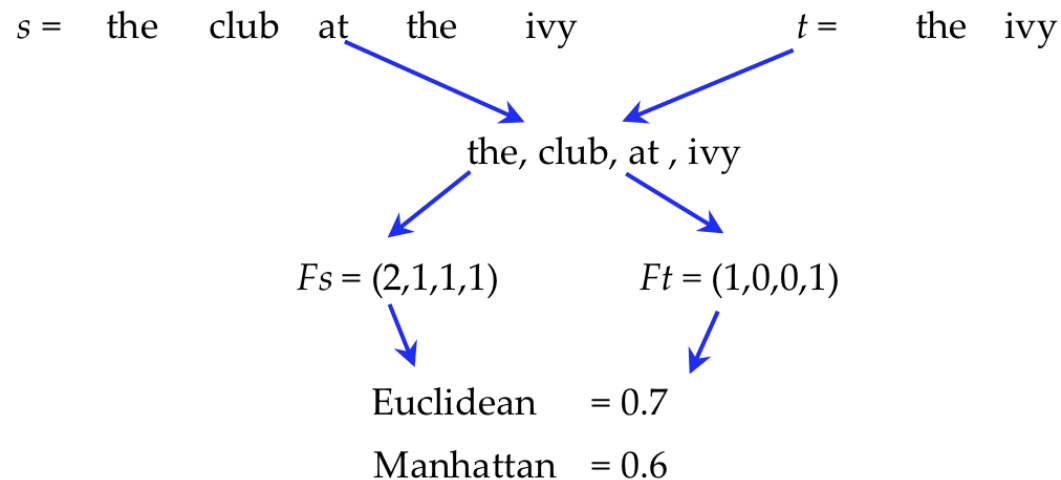 s = the club at the ivy t = the ivy
the, club, at , ivy
Fs = (2,1,1,1) Ft = (1,0,0,1)
Euclidean = 0.7
Manhattan = 0.6